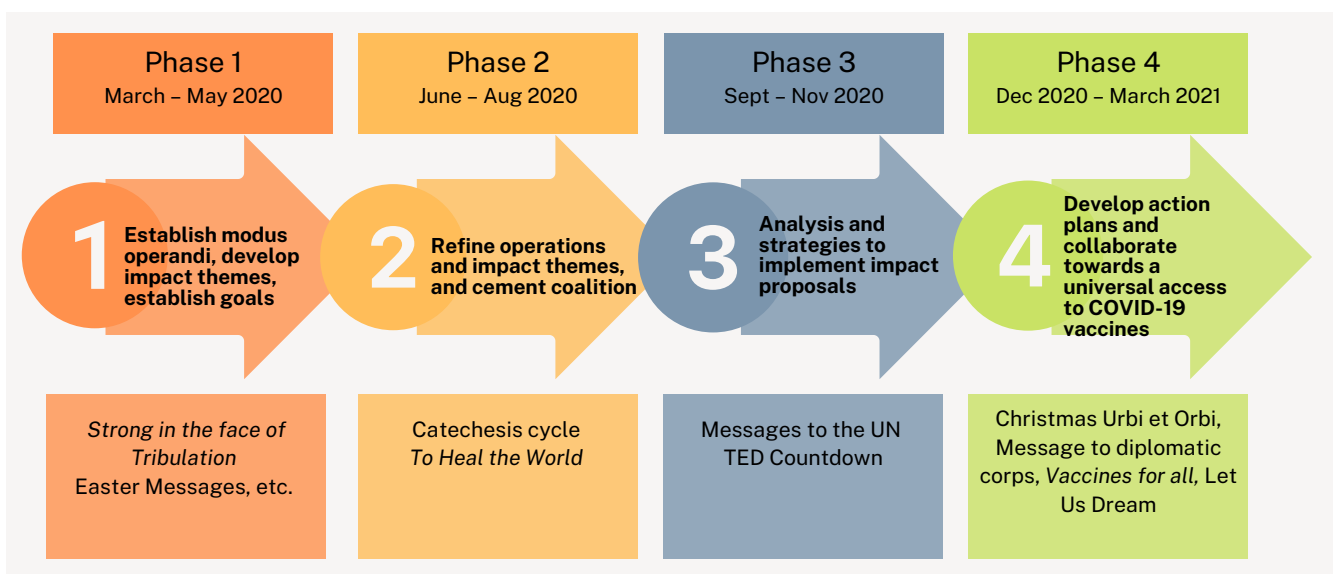 Phase 1
March – May 2020
Phase 2
June – Aug 2020
Phase 3
Sept – Nov 2020
Phase 4
Dec 2020 – March 2021
1
Establish modus
operandi, develop
impact themes,
establish goals
2
Refine operations
and impact themes,
and cement coalition
3
Analysis and
strategies to
implement impact
proposals
4
Develop action
plans and
collaborate
towards a
universal access
to COVID-19
vaccines
Strong in the face of
Tribulation
Easter Messages, etc.
Catechesis cycle
To Heal the World
Messages to the UN
TED Countdown
Christmas Urbi et Orbi,
Message to diplomatic
corps, Vaccines for all, Let
Us Dream